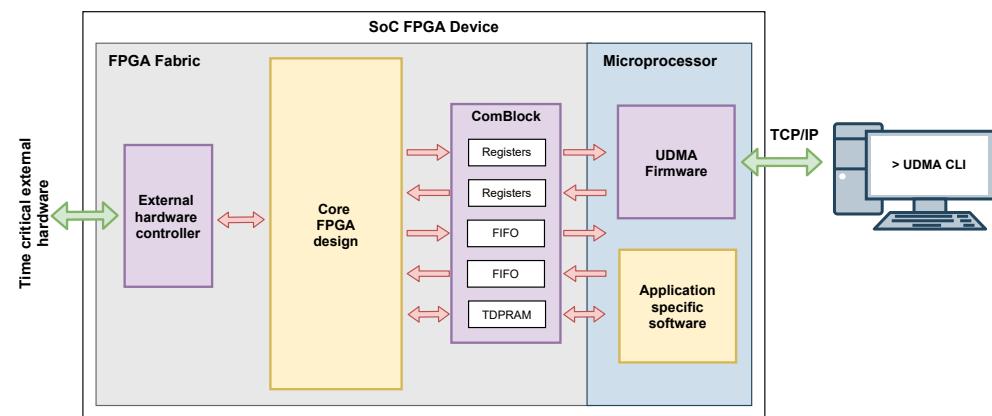 SoC FPGA Device
FPGA Fabric
Microprocessor
Time critical external
hardware
External
hardware
controller
Core
FPGA
design
ComBlock
Registers
Registers
FIFO
FIFO
TDPRAM
UDMA
Firmware
Application
specific
software
TCP/IP
> UDMA CLI